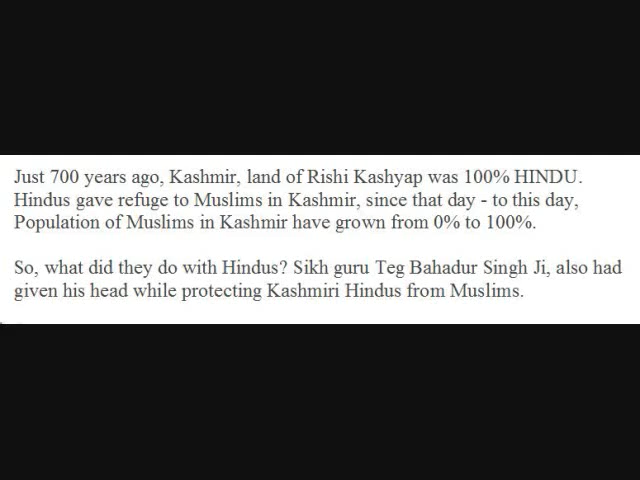 Just 700 years ago, Kashmir, land of Rishi Kashyap was 100% HINDU.
Hindus gave refuge to Muslims in Kashmir, since that day - to this day,
Population of Muslims in Kashmir have grown from 0% to 100%.
So, what did they do with Hindus? Sikh guru Teg Bahadur Singh Ji, also had
given his head while protecting Kashmiri Hindus from Muslims.